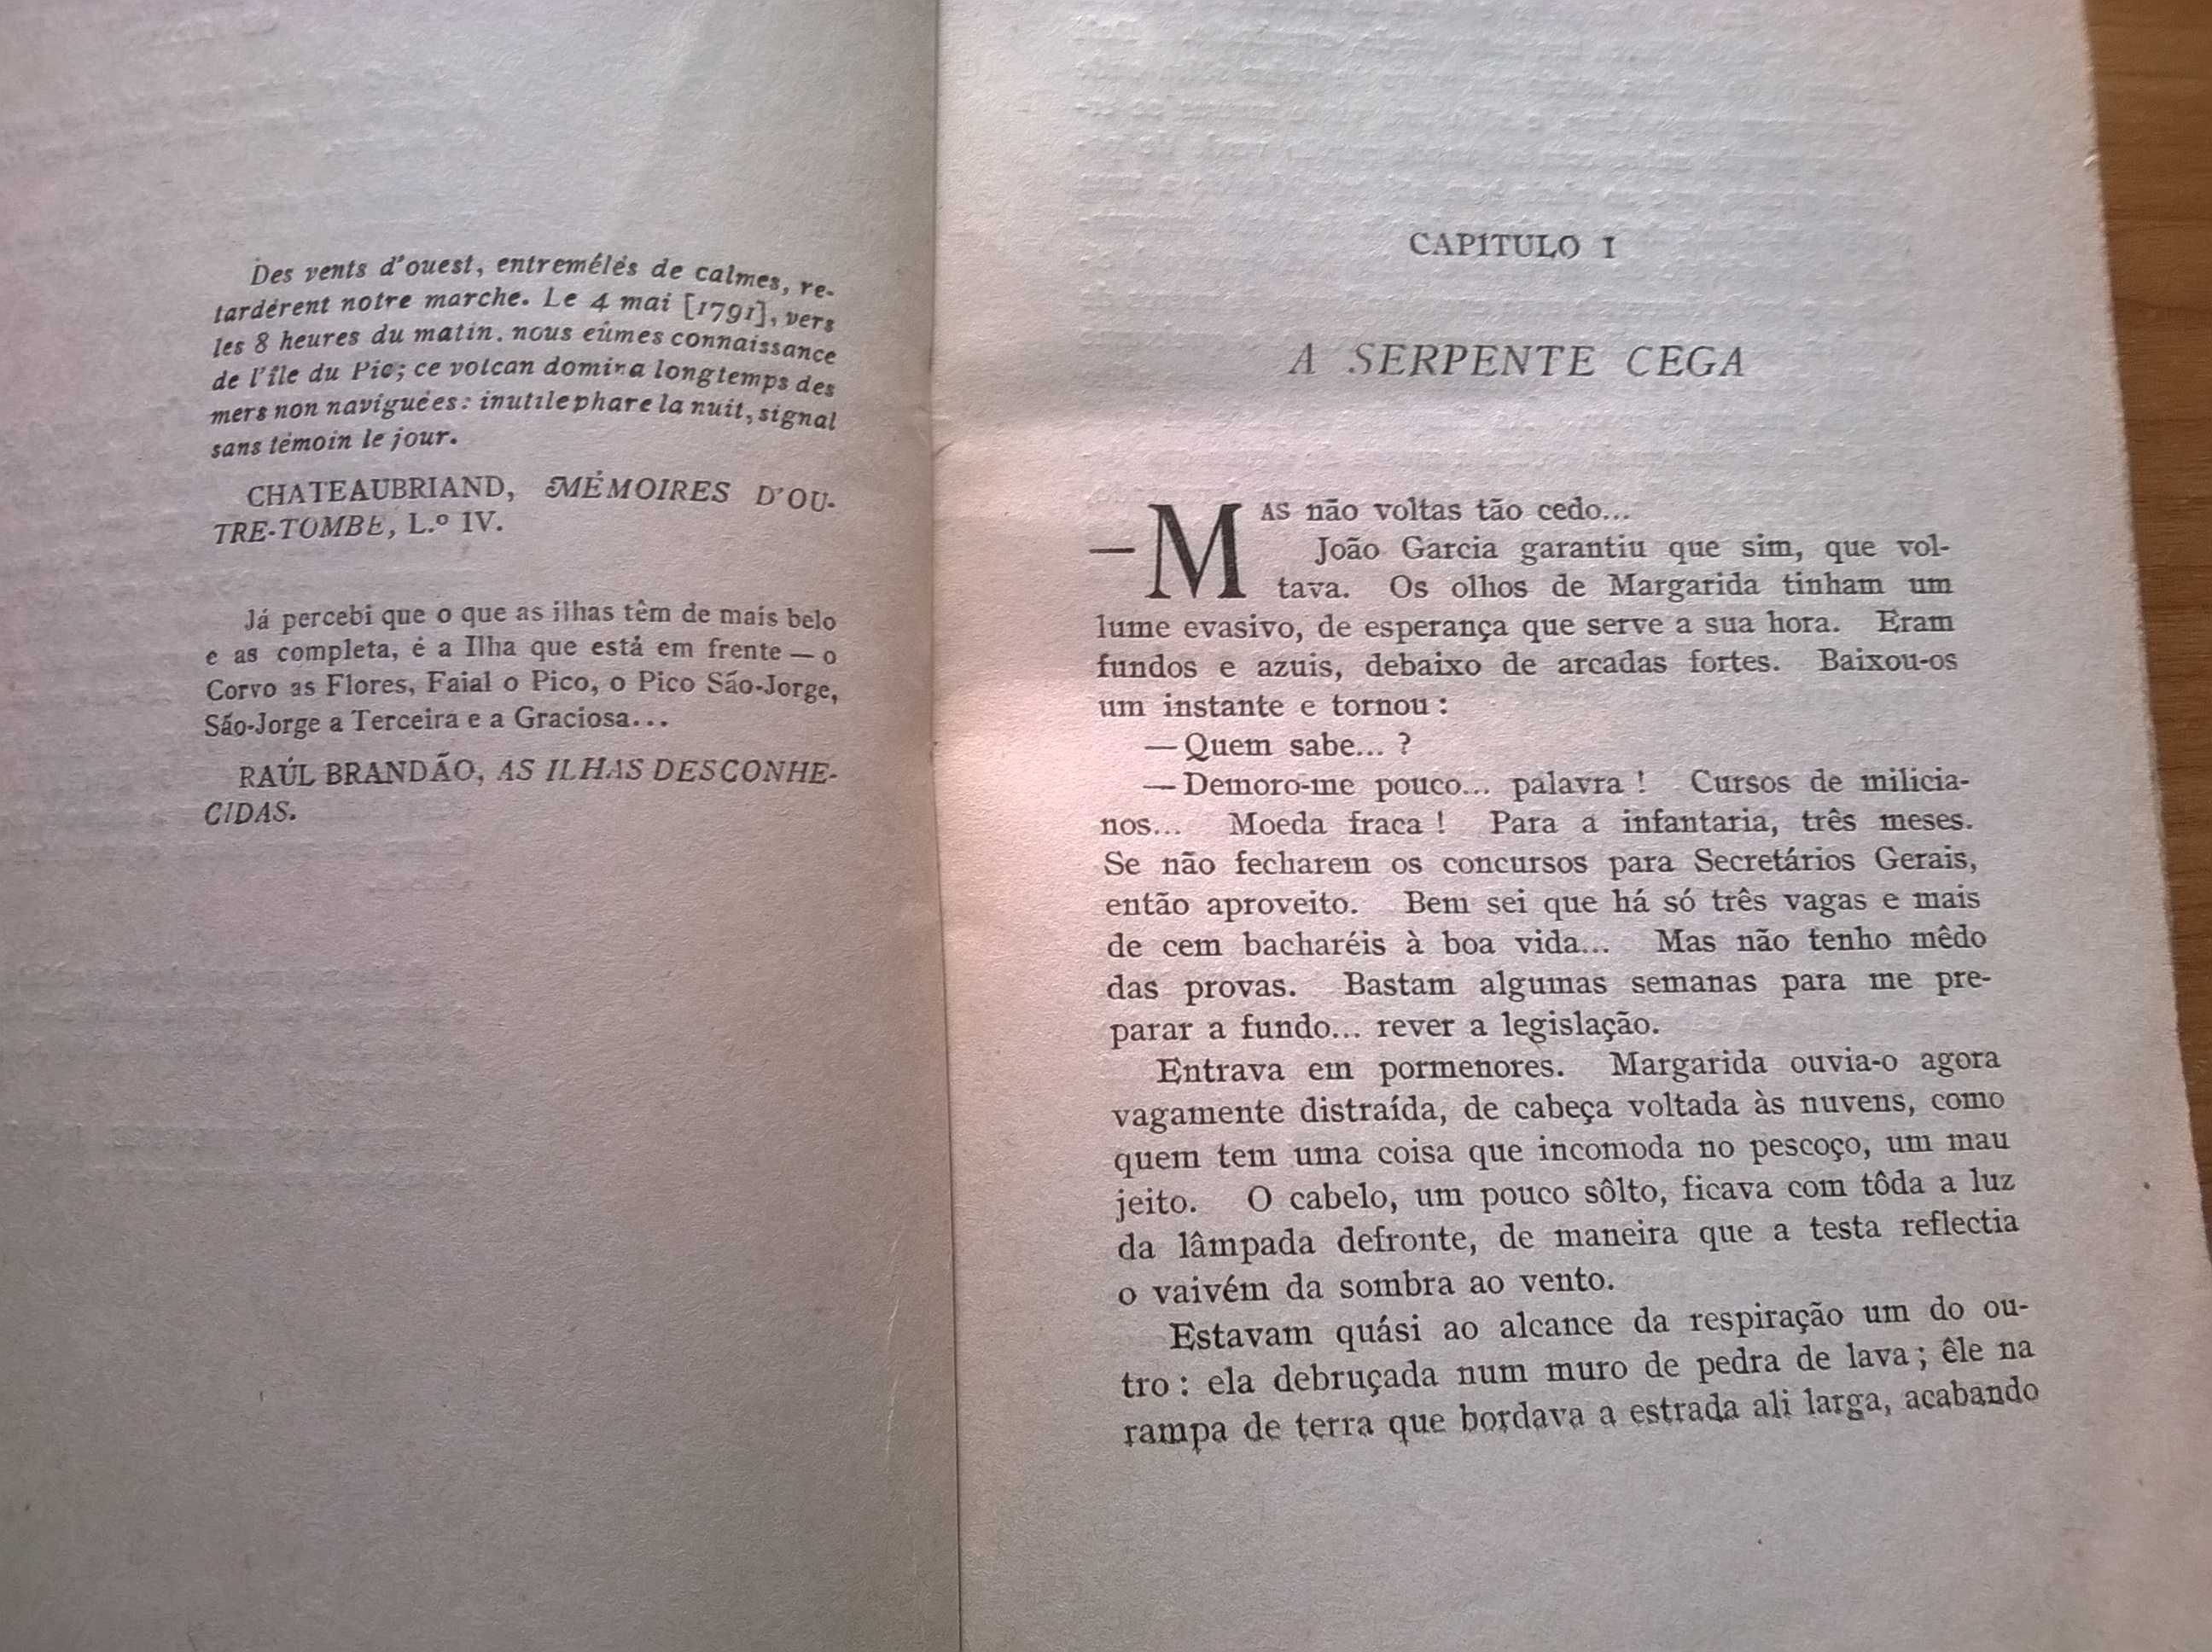 Des vents d'ouest, entremêlés de calmes, re-
tardèrent notre marche. Le 4 mai [1791], vers
les 8 heures du matin, nous eûmes connaissance
de l'île du Pic; ce volcan domina longtemps des
mers non naviguées: inutile phare la nuit, signal
sans témoin le jour.
CHATEAUBRIAND, MÉMOIRES D'OU-
TRE-TOMBE, L.º IV.
Já percebi que o que as ilhas têm de mais belo
e as completa, é a Ilha que está em frente — o
Corvo as Flores, Faial o Pico, o Pico São-Jorge,
São-Jorge a Terceira e a Graciosa...
RAÚL BRANDÃO, AS ILHAS DESCONHE-
CIDAS.
CAPÍTULO I
A SERPENTE CEGA
—MAS não voltas tão cedo...
João Garcia garantiu que sim, que vol-
tava. Os olhos de Margarida tinham um
lume evasivo, de esperança que serve a sua hora. Eram
fundos e azuis, debaixo de arcadas fortes. Baixou-os
um instante e tornou:
—Quem sabe... ?
—Demoro-me pouco... palavra ! Cursos de milicia-
nos... Moeda fraca ! Para a infantaria, três meses.
Se não fecharem os concursos para Secretários Gerais,
então aproveito. Bem sei que há só três vagas e mais
de cem bacharéis à boa vida... Mas não tenho mêdo
das provas. Bastam algumas semanas para me pre-
parar a fundo... rever a legislação.
Entrava em pormenores. Margarida ouvia-o agora
vagamente distraída, de cabeça voltada às nuvens, como
quem tem uma coisa que incomoda no pescoço, um mau
jeito. O cabelo, um pouco sôlto, ficava com tôda a luz
da lâmpada defronte, de maneira que a testa reflectia
o vaivém da sombra ao vento.
Estavam quási ao alcance da respiração um do ou-
tro: ela debruçada num muro de pedra de lava; êle na
rampa de terra que bordava a estrada ali larga, acabando